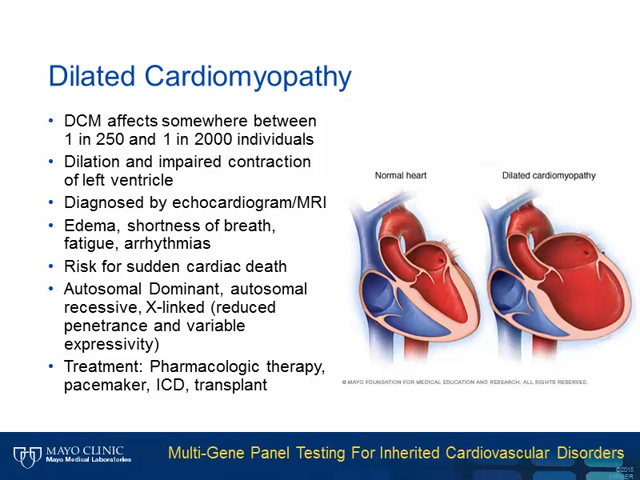 Dilated Cardiomyopathy
• DCM affects somewhere between
1 in 250 and 1 in 2000 individuals
• Dilation and impaired contraction
of left ventricle
• Diagnosed by echocardiogram/MRI
• Edema, shortness of breath,
fatigue, arrhythmias
• Risk for sudden cardiac death
• Autosomal Dominant, autosomal
recessive, X-linked (reduced
penetrance and variable
expressivity)
• Treatment: Pharmacologic therapy,
pacemaker, ICD, transplant
Normal heart
Dilated cardiomyopathy
© MAYO FOUNDATION FOR MEDICAL EDUCATION AND RESEARCH. ALL RIGHTS RESERVED.
MAYO CLINIC
Mayo Medical Laboratories
Multi-Gene Panel Testing For Inherited Cardiovascular Disorders